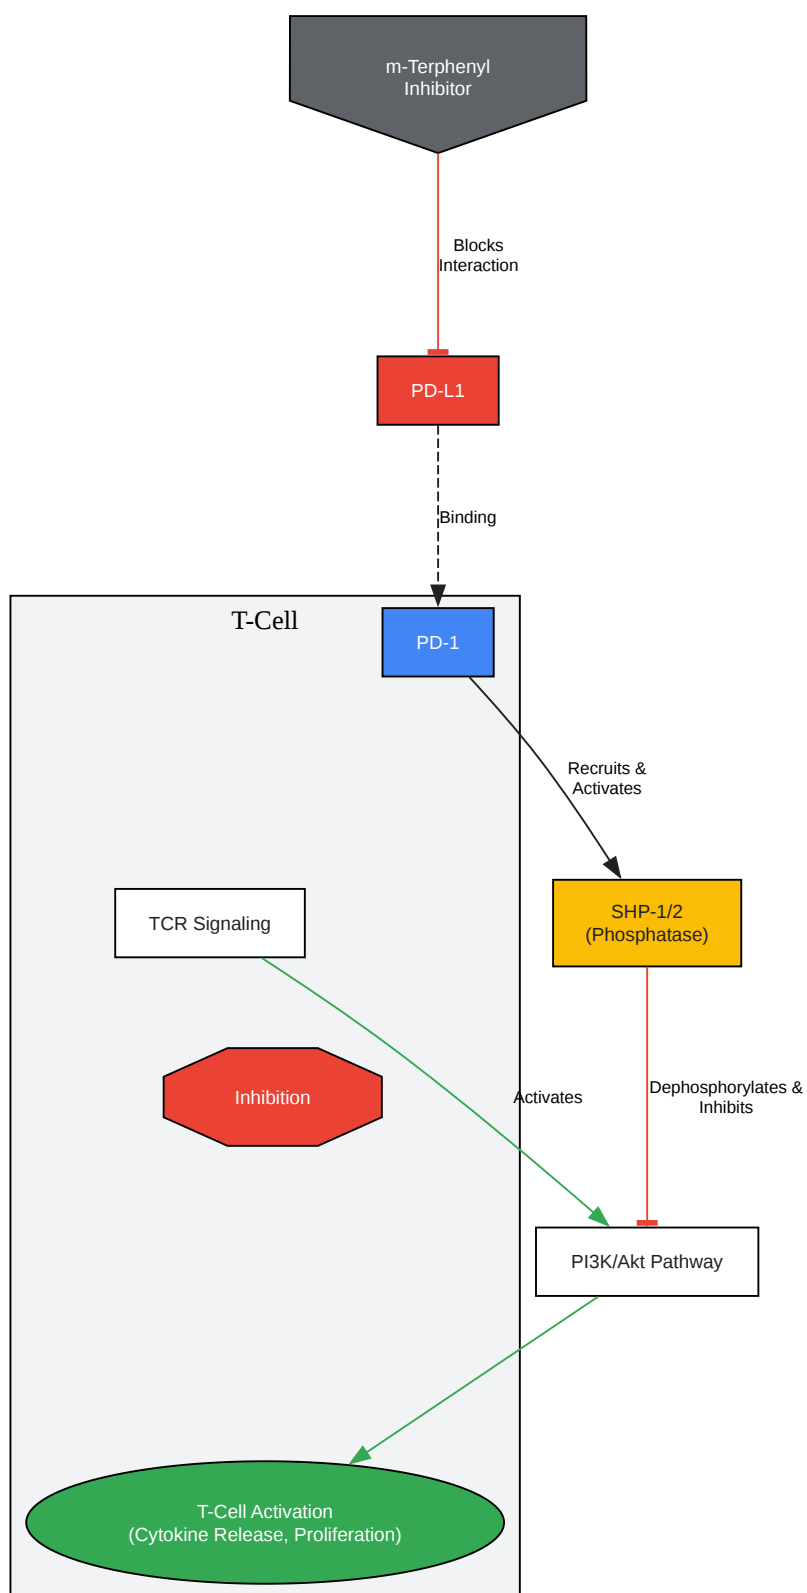 m-Terphenyl
Inhibitor
Blocks
Interaction
PD-L1
Binding
T-Cell
PD-1
Recruits &
Activates
TCR Signaling
SHP-1/2
(Phosphatase)
Inhibition
Activates
Dephosphorylates &
Inhibits
PI3K/Akt Pathway
T-Cell Activation
(Cytokine Release, Proliferation)